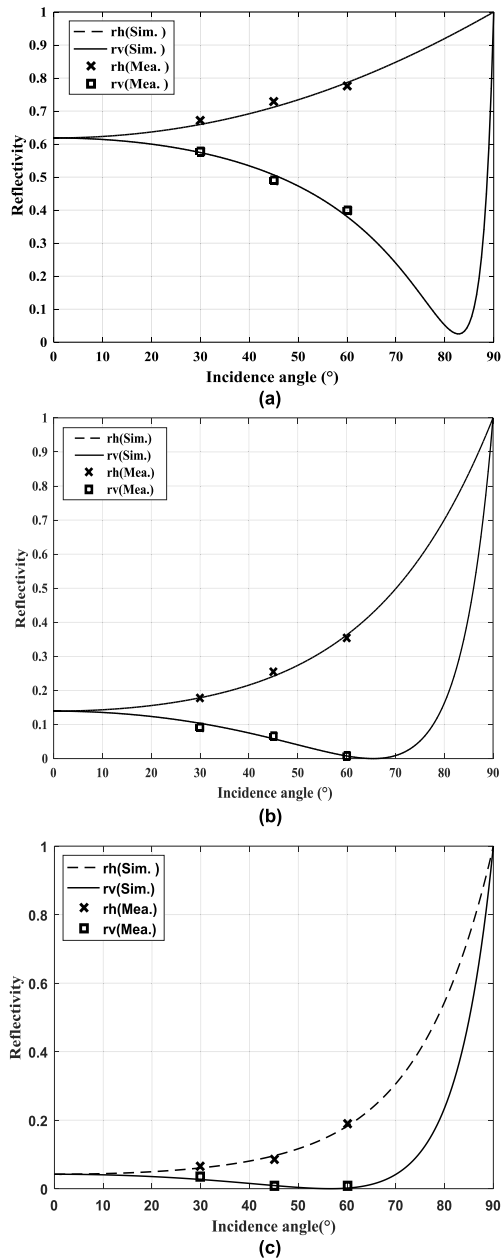 1
0.9
0.8
0.7
0.6
0.5
0.4
0.3
0.2
0.1
0
Reflectivity
rh(Sim. )
rv(Sim.)
rh(Mea.)
rv(Mea. )
0 10 20 30 40 50 60 70 80 90
Incidence angle (°)
(a)
1
0.9
0.8
0.7
0.6
0.5
0.4
0.3
0.2
0.1
0
Reflectivity
rh(Sim.)
rv(Sim.)
rh(Mea.)
rv(Mea.)
0 10 20 30 40 50 60 70 80 90
Incidence angle (°)
(b)
1
0.8
0.6
0.4
0.2
0
Reflectivity
rh(Sim. )
rv(Sim.)
rh(Mea.)
rv(Mea.)
0 10 20 30 40 50 60 70 80 90
Incidence angle(°)
(c)